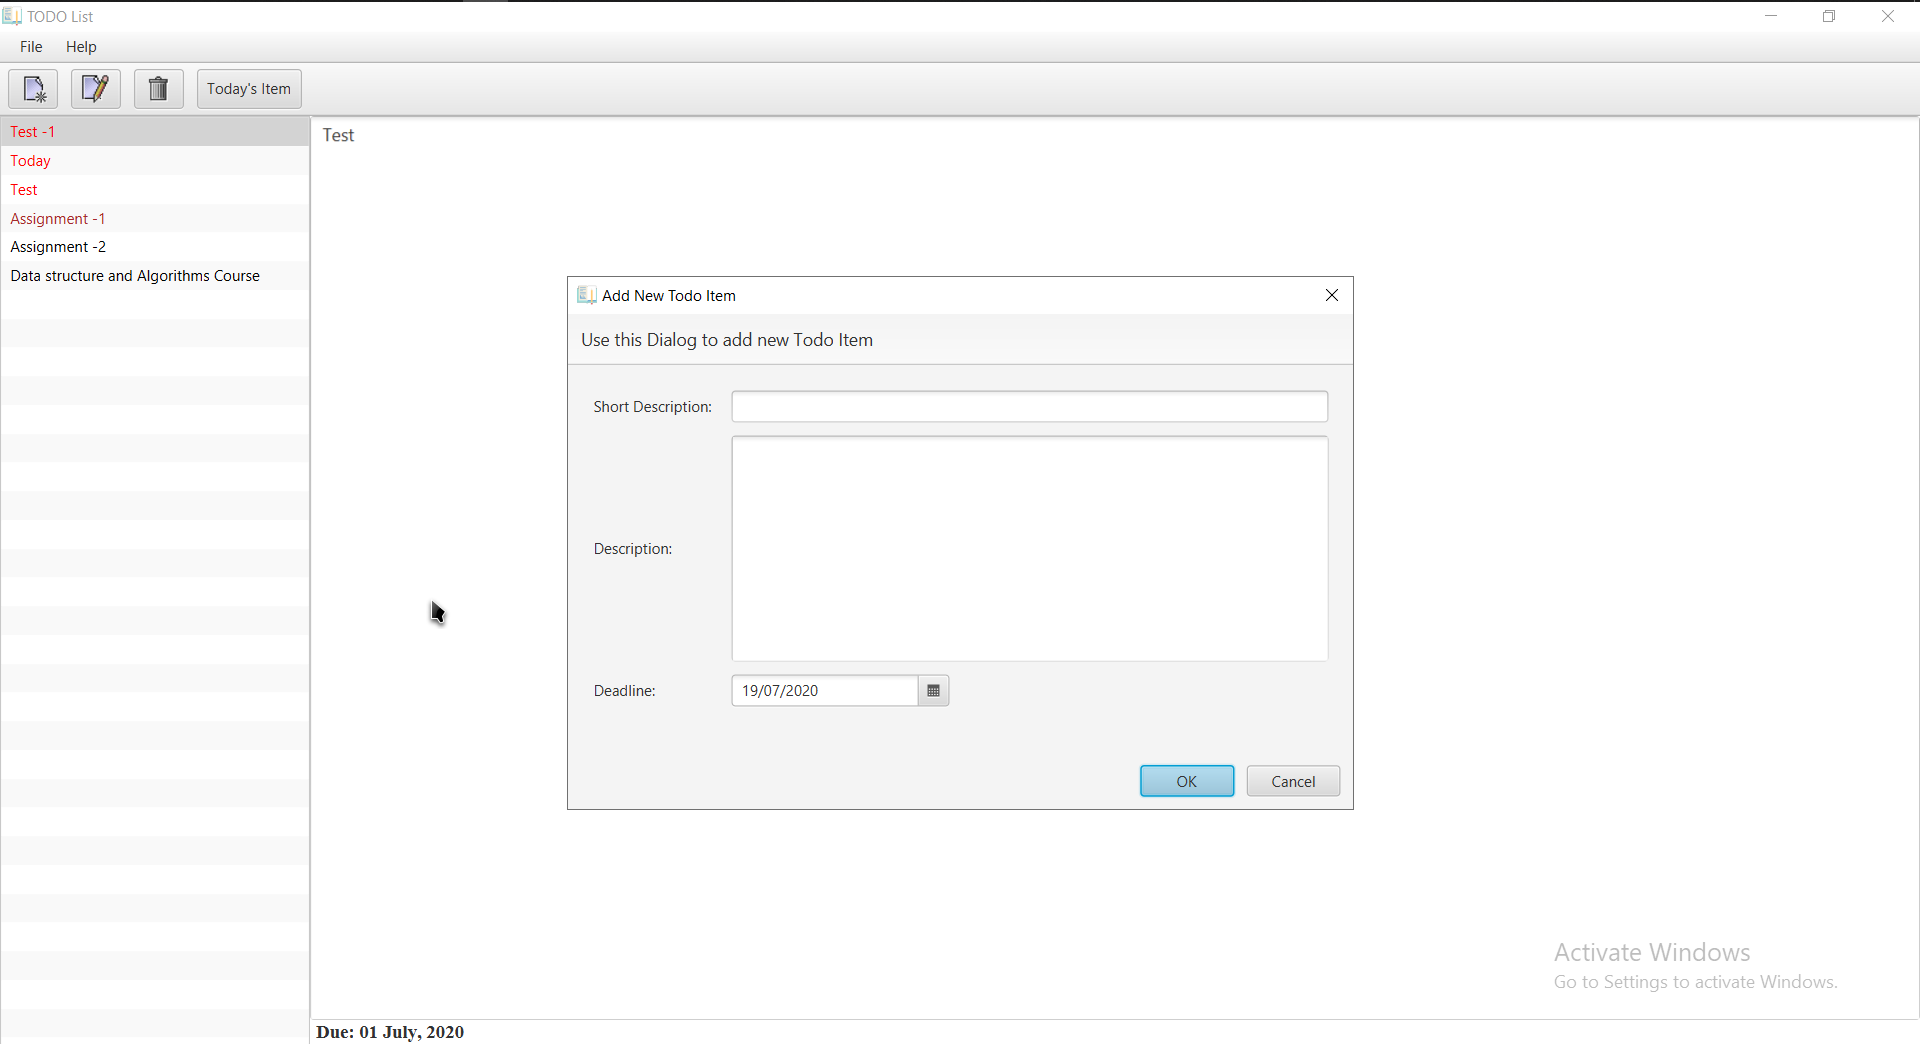 TODO List
File Help
Today's Item
Test -1
Today
Test
Assignment -1
Assignment -2
Data structure and Algorithms Course
Test
Add New Todo Item
Use this Dialog to add new Todo Item
Short Description:
Description:
Deadline: 19/07/2020
OK Cancel
Activate Windows
Go to Settings to activate Windows.
Due: 01 July, 2020